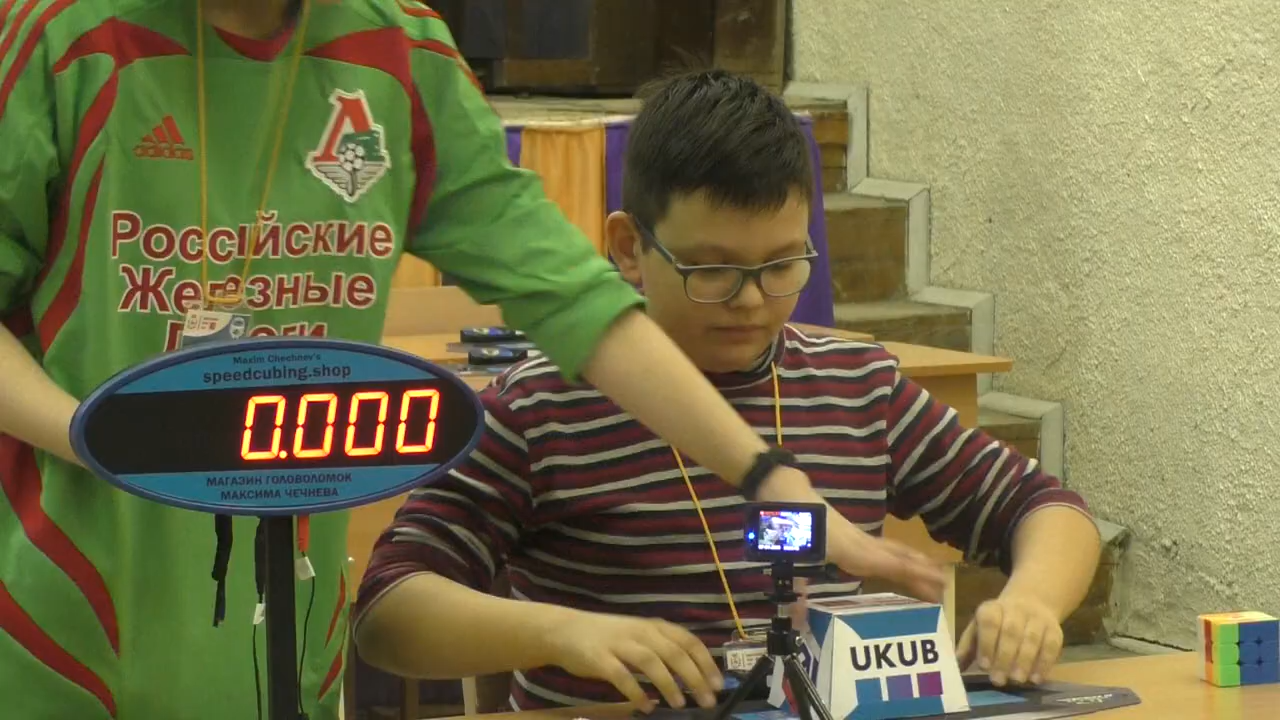 adidas
Российские
Железные
Maxim Chechnev's
speedcubing.shop
0.000
МАГАЗИН ГОЛОВОЛОМОК
МАКСИМА ЧЕЧНЕВА
UKUB